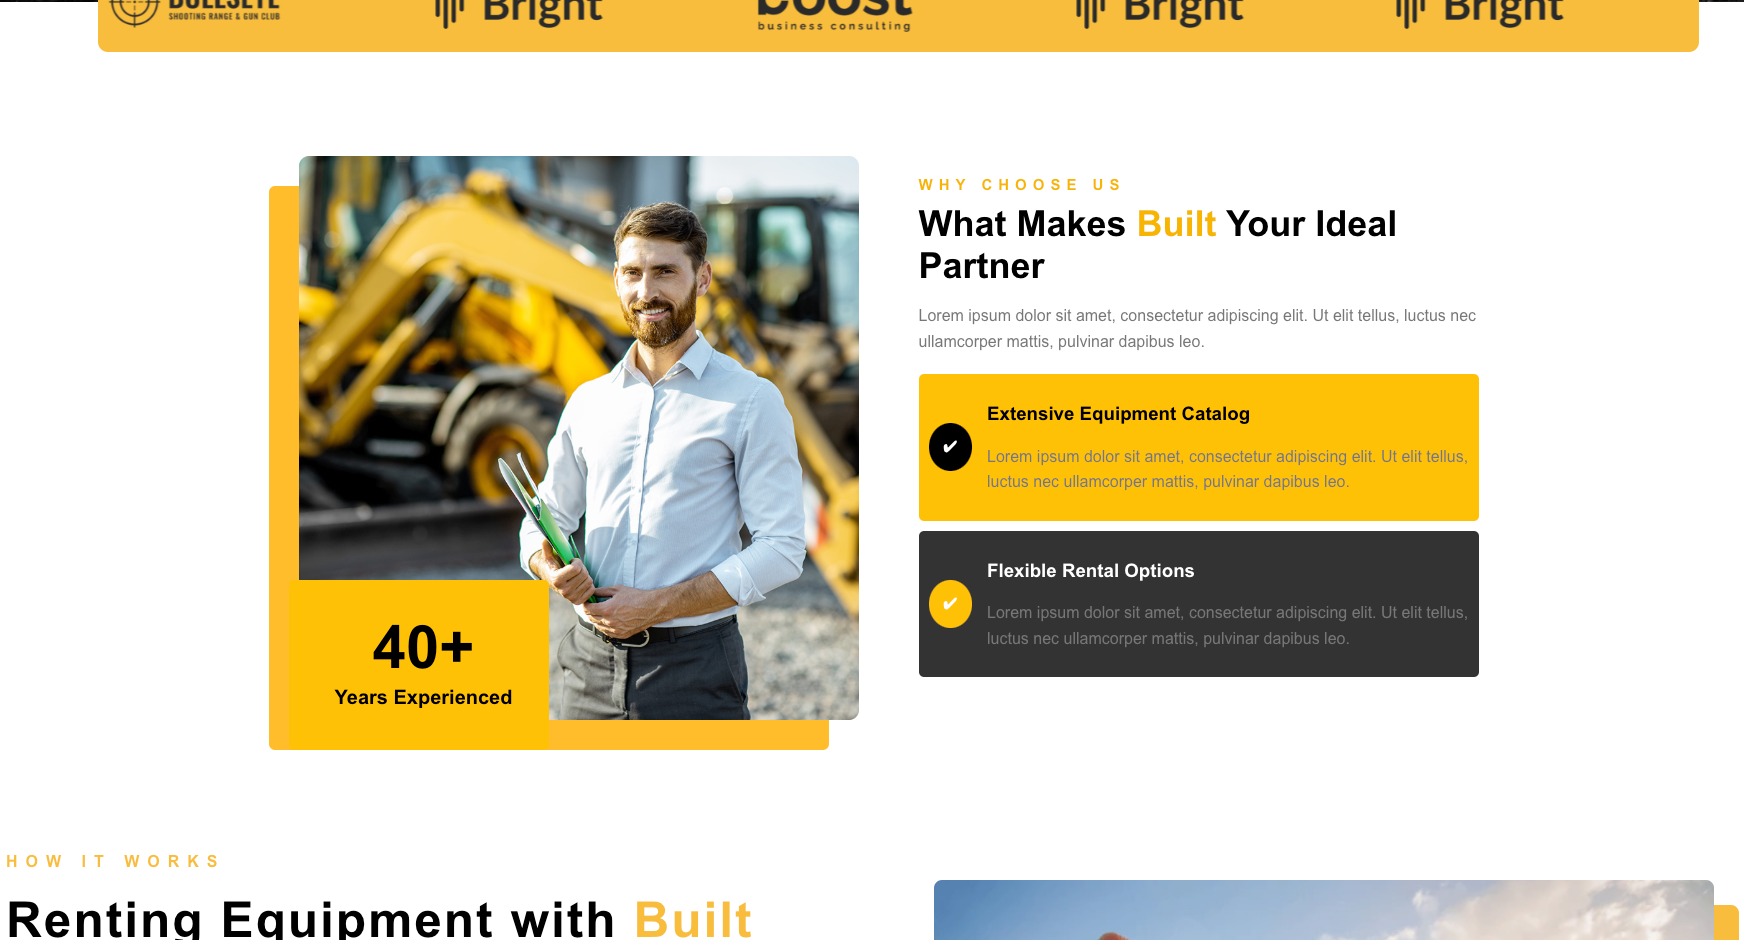 BULLSEYE
SHOOTING RANGE & GUN CLUB
Bright
boost
business consulting
Bright
Bright
WHY CHOOSE US
What Makes Built Your Ideal
Partner
Lorem ipsum dolor sit amet, consectetur adipiscing elit. Ut elit tellus, luctus nec
ullamcorper mattis, pulvinar dapibus leo.
✔
Extensive Equipment Catalog
Lorem ipsum dolor sit amet, consectetur adipiscing elit. Ut elit tellus,
luctus nec ullamcorper mattis, pulvinar dapibus leo.
✔
Flexible Rental Options
Lorem ipsum dolor sit amet, consectetur adipiscing elit. Ut elit tellus,
luctus nec ullamcorper mattis, pulvinar dapibus leo.
40+
Years Experienced
HOW IT WORKS
Renting Equipment with Built